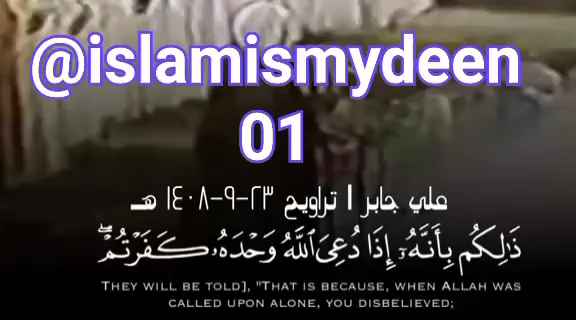 @islamismydeen
01
علي جابر | تراويح ٢٣-٩-١٤٠٨ هـ
ذَٰلِكُم بِأَنَّهُۥٓ إِذَا دُعِيَ ٱللَّهُ وَحْدَهُۥ كَفَرْتُمْ ۖ
THEY WILL BE TOLD], "THAT IS BECAUSE, WHEN ALLAH WAS
CALLED UPON ALONE, YOU DISBELIEVED;